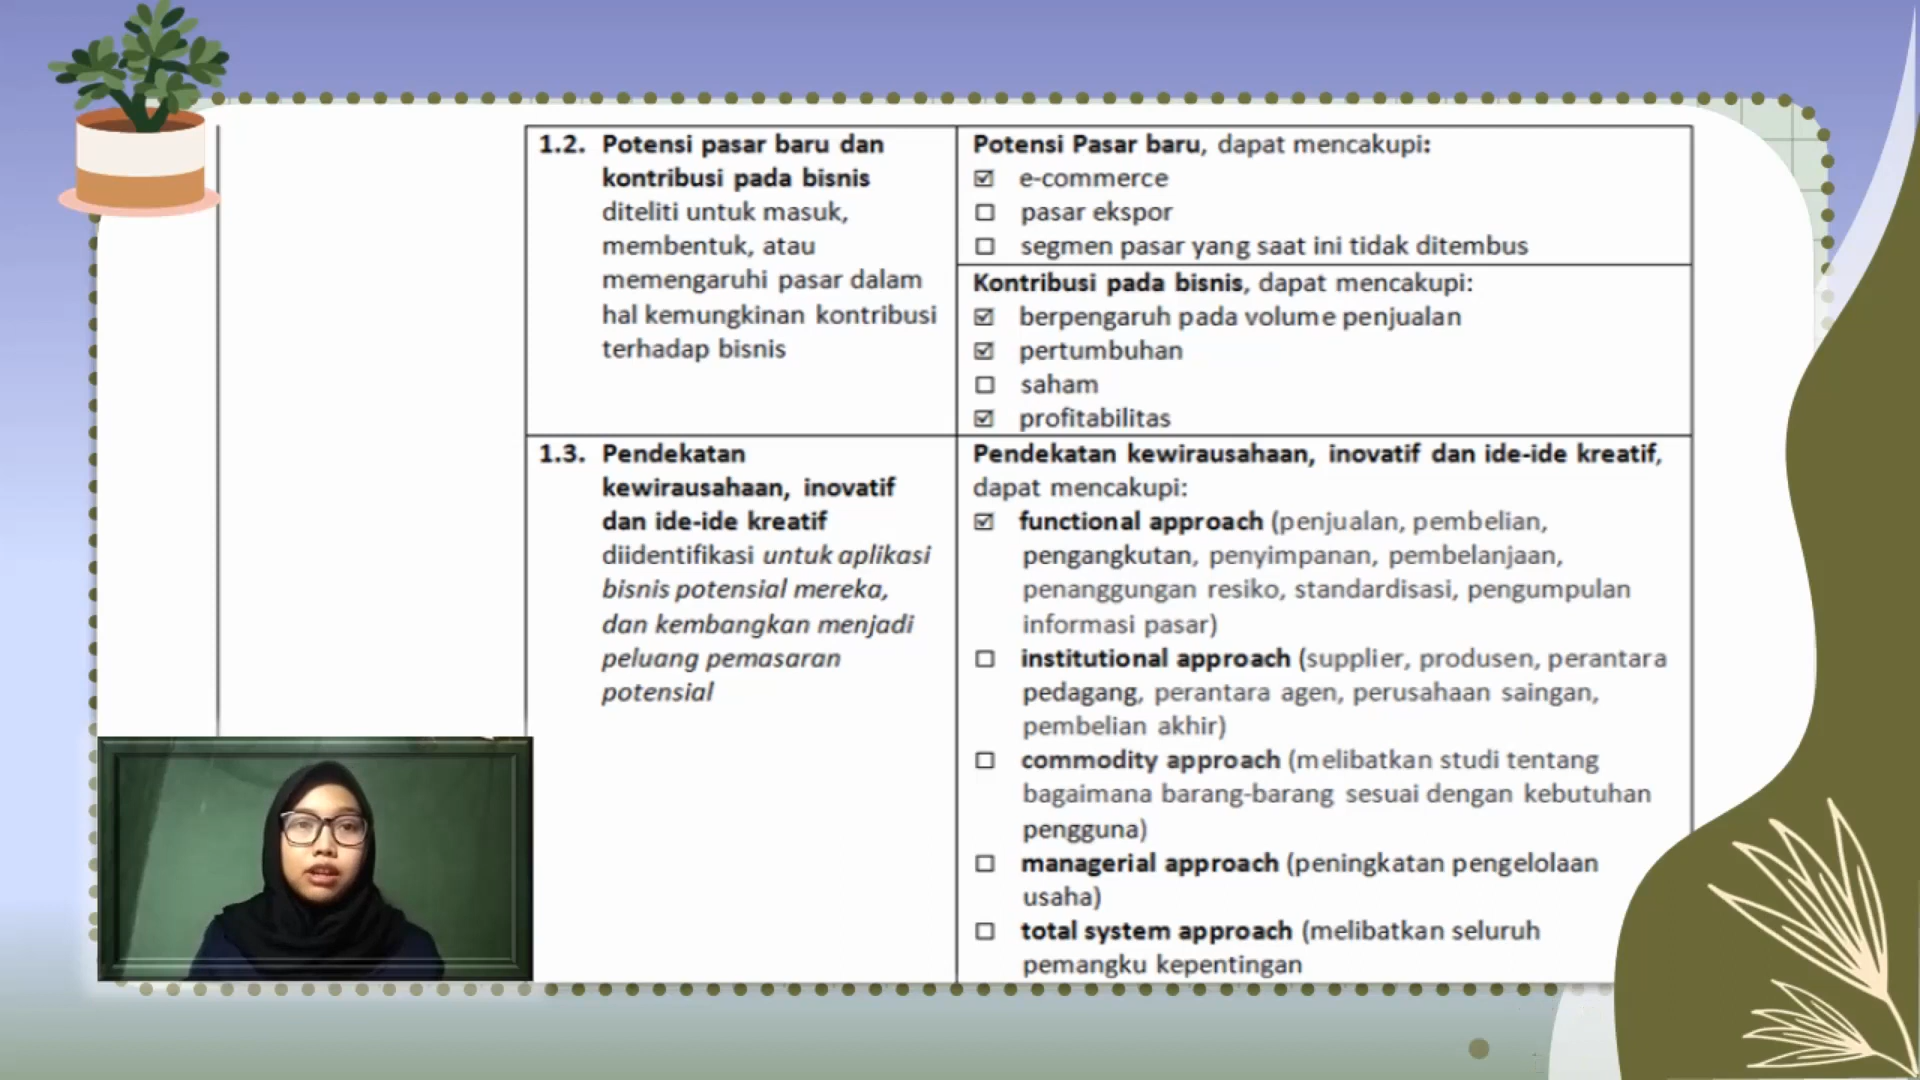 1.2. Potensi pasar baru dan
kontribusi pada bisnis
diteliti untuk masuk,
membentuk, atau
memengaruhi pasar dalam
hal kemungkinan kontribusi
terhadap bisnis
Potensi Pasar baru, dapat mencakupi:
☑ e-commerce
☐ pasar ekspor
☐ segmen pasar yang saat ini tidak ditembus
Kontribusi pada bisnis, dapat mencakupi:
☑ berpengaruh pada volume penjualan
☑ pertumbuhan
☐ saham
☑ profitabilitas
1.3. Pendekatan
kewirausahaan, inovatif
dan ide-ide kreatif
diidentifikasi untuk aplikasi
bisnis potensial mereka,
dan kembangkan menjadi
peluang pemasaran
potensial
Pendekatan kewirausahaan, inovatif dan ide-ide kreatif,
dapat mencakupi:
☑ functional approach (penjualan, pembelian,
pengangkutan, penyimpanan, pembelanjaan,
penanggungan resiko, standardisasi, pengumpulan
informasi pasar)
☐ institutional approach (supplier, produsen, perantara
pedagang, perantara agen, perusahaan saingan,
pembelian akhir)
☐ commodity approach (melibatkan studi tentang
bagaimana barang-barang sesuai dengan kebutuhan
pengguna)
☐ managerial approach (peningkatan pengelolaan
usaha)
☐ total system approach (melibatkan seluruh
pemangku kepentingan